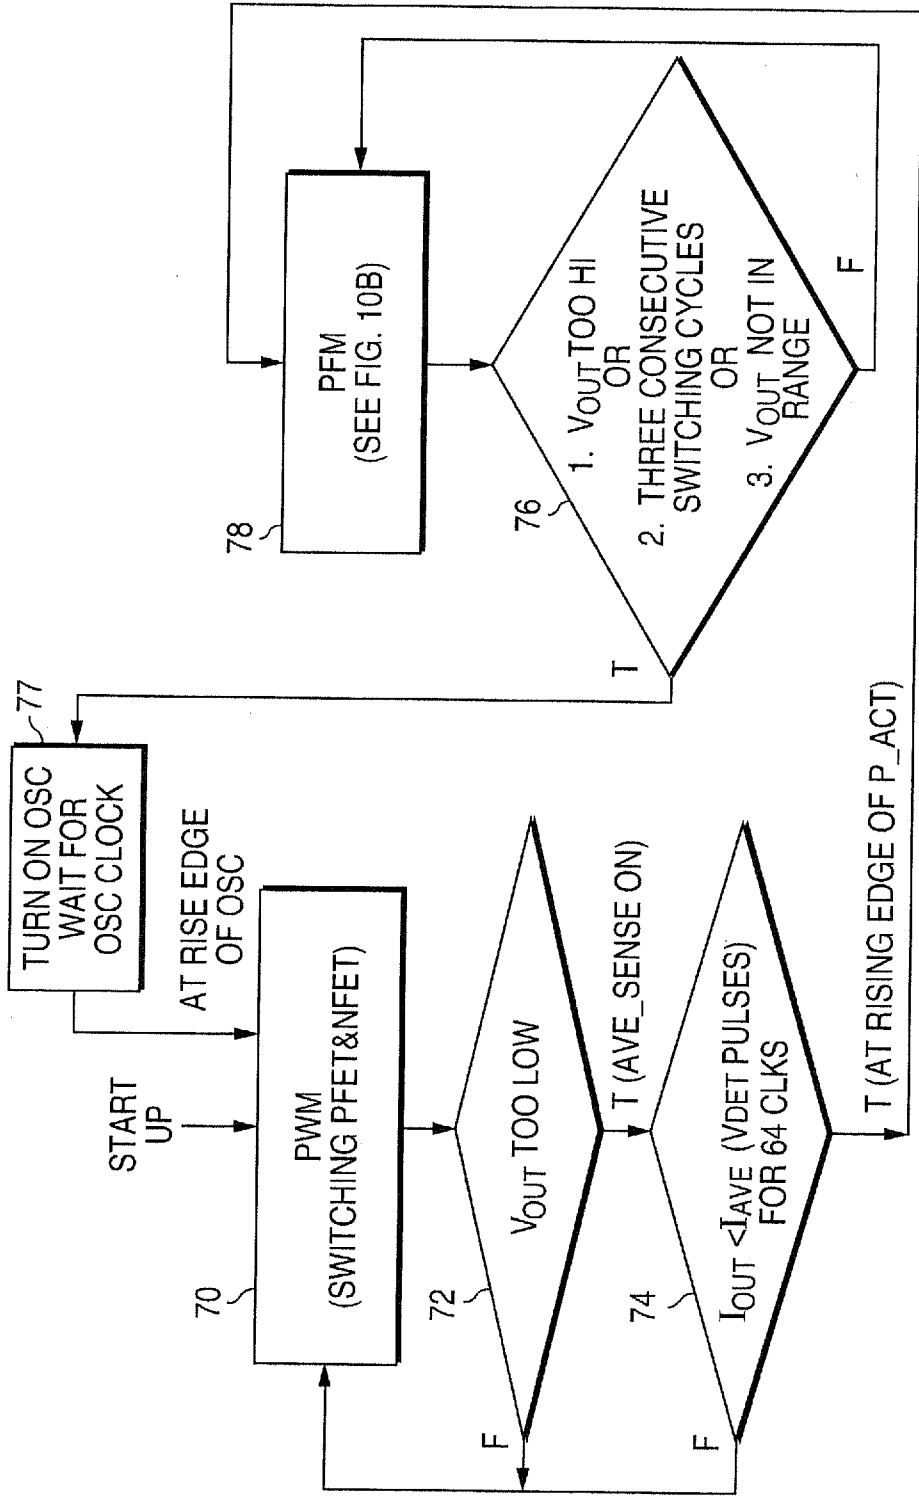 START
UP
TURN ON OSC
WAIT FOR
OSC CLOCK
77
AT RISE EDGE
OF OSC
70
PWM
(SWITCHING PFET&NFET)
72
VOUT TOO LOW
F
T (AVE_SENSE ON)
74
IOUT <IAVE (VDET PULSES)
FOR 64 CLKS
F
T (AT RISING EDGE OF P_ACT)
78
PFM
(SEE FIG. 10B)
76
1. VOUT TOO HI
OR
2. THREE CONSECUTIVE
SWITCHING CYCLES
OR
3. VOUT NOT IN
RANGE
T
F